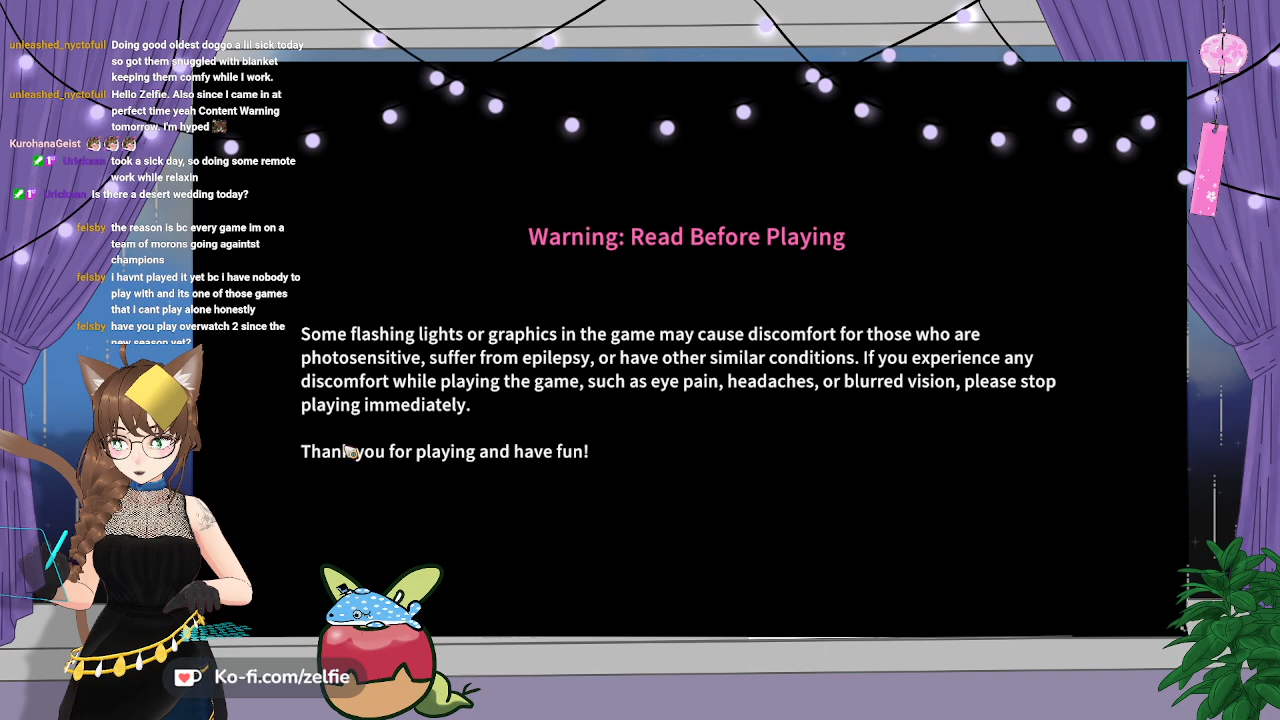 unleashed_nyctofuil Doing good oldest doggo a lil sick today
so got them snuggled with blanket
keeping them comfy while I work.
unleashed_nyctofuil Hello Zelfie. Also since I came in at
perfect time yeah Content Warning
tomorrow. I'm hyped
KurohanaGeist
Uricksan took a sick day, so doing some remote
work while relaxin
Uricksan Is there a desert wedding today?
felsby the reason is bc every game im on a
team of morons going againtst
champions
felsby i havnt played it yet bc i have nobody to
play with and its one of those games
that i cant play alone honestly
felsby have you play overwatch 2 since the
new season yet?
Warning: Read Before Playing
Some flashing lights or graphics in the game may cause discomfort for those who are
photosensitive, suffer from epilepsy, or have other similar conditions. If you experience any
discomfort while playing the game, such as eye pain, headaches, or blurred vision, please stop
playing immediately.
Thank you for playing and have fun!
Ko-fi.com/zelfie